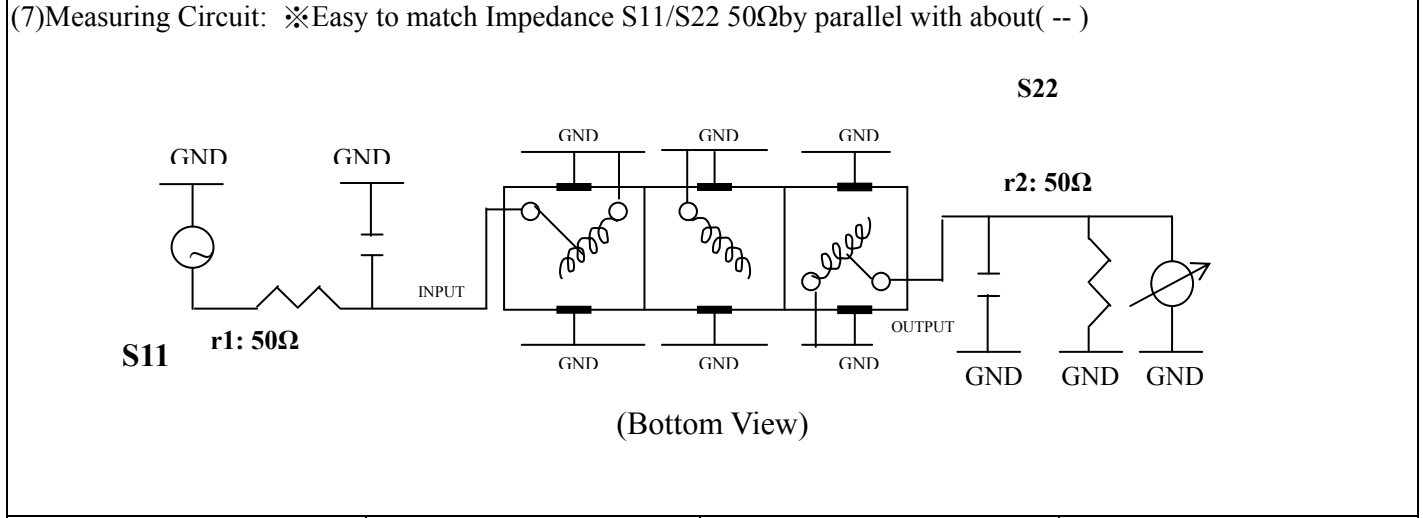 (7)Measuring Circuit: ※Easy to match Impedance S11/S22 50Ωby parallel with about( -- )
S22
GND GND GND
GND GND
r2: 50Ω
INPUT
OUTPUT
r1: 50Ω
S11
GND GND GND
GND GND GND
(Bottom View)